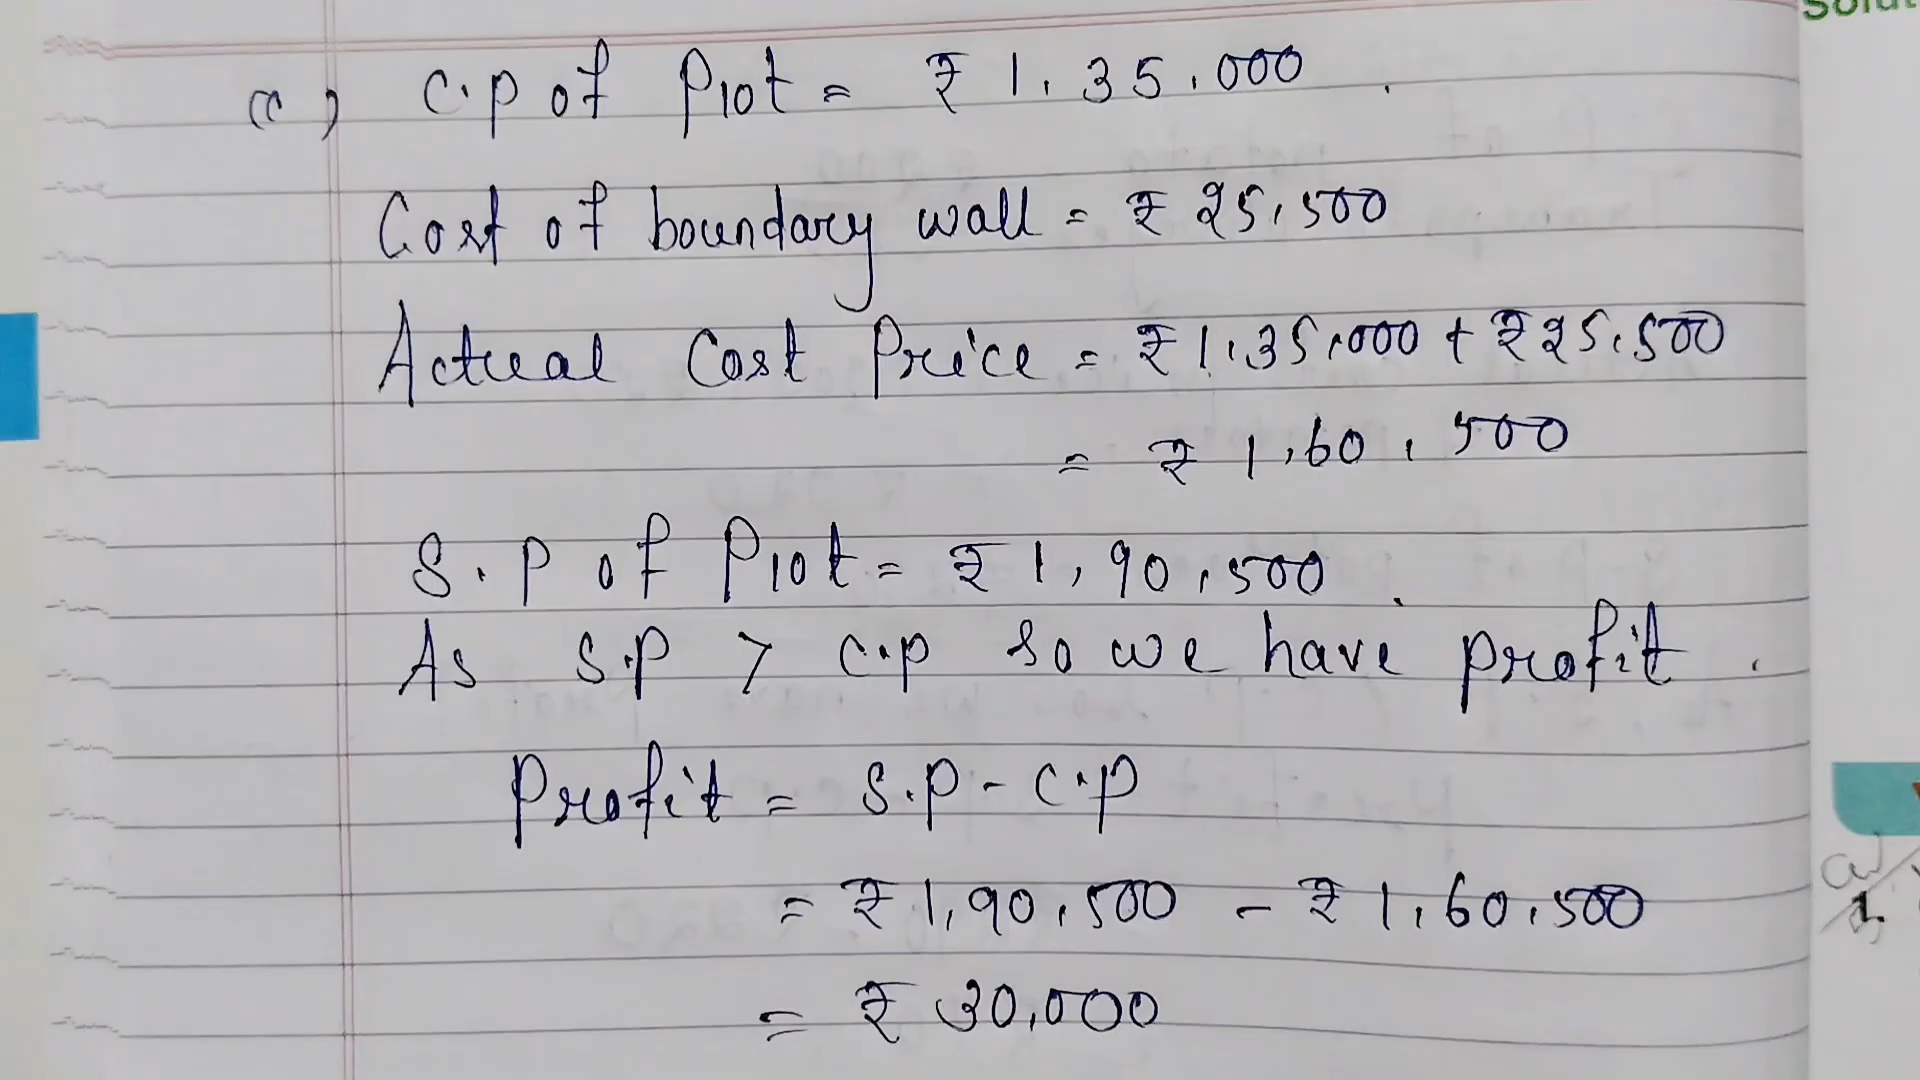 (c) C.P of Plot = ₹ 1,35,000
Cost of boundary wall = ₹ 25,500
Actual Cost Price = ₹ 1,35,000 + ₹ 25,500
= ₹ 1,60,500
S.P of Plot = ₹ 1,90,500
As S.P > C.P so we have profit.
Profit = S.P - C.P
= ₹ 1,90,500 - ₹ 1,60,500
= ₹ 30,000